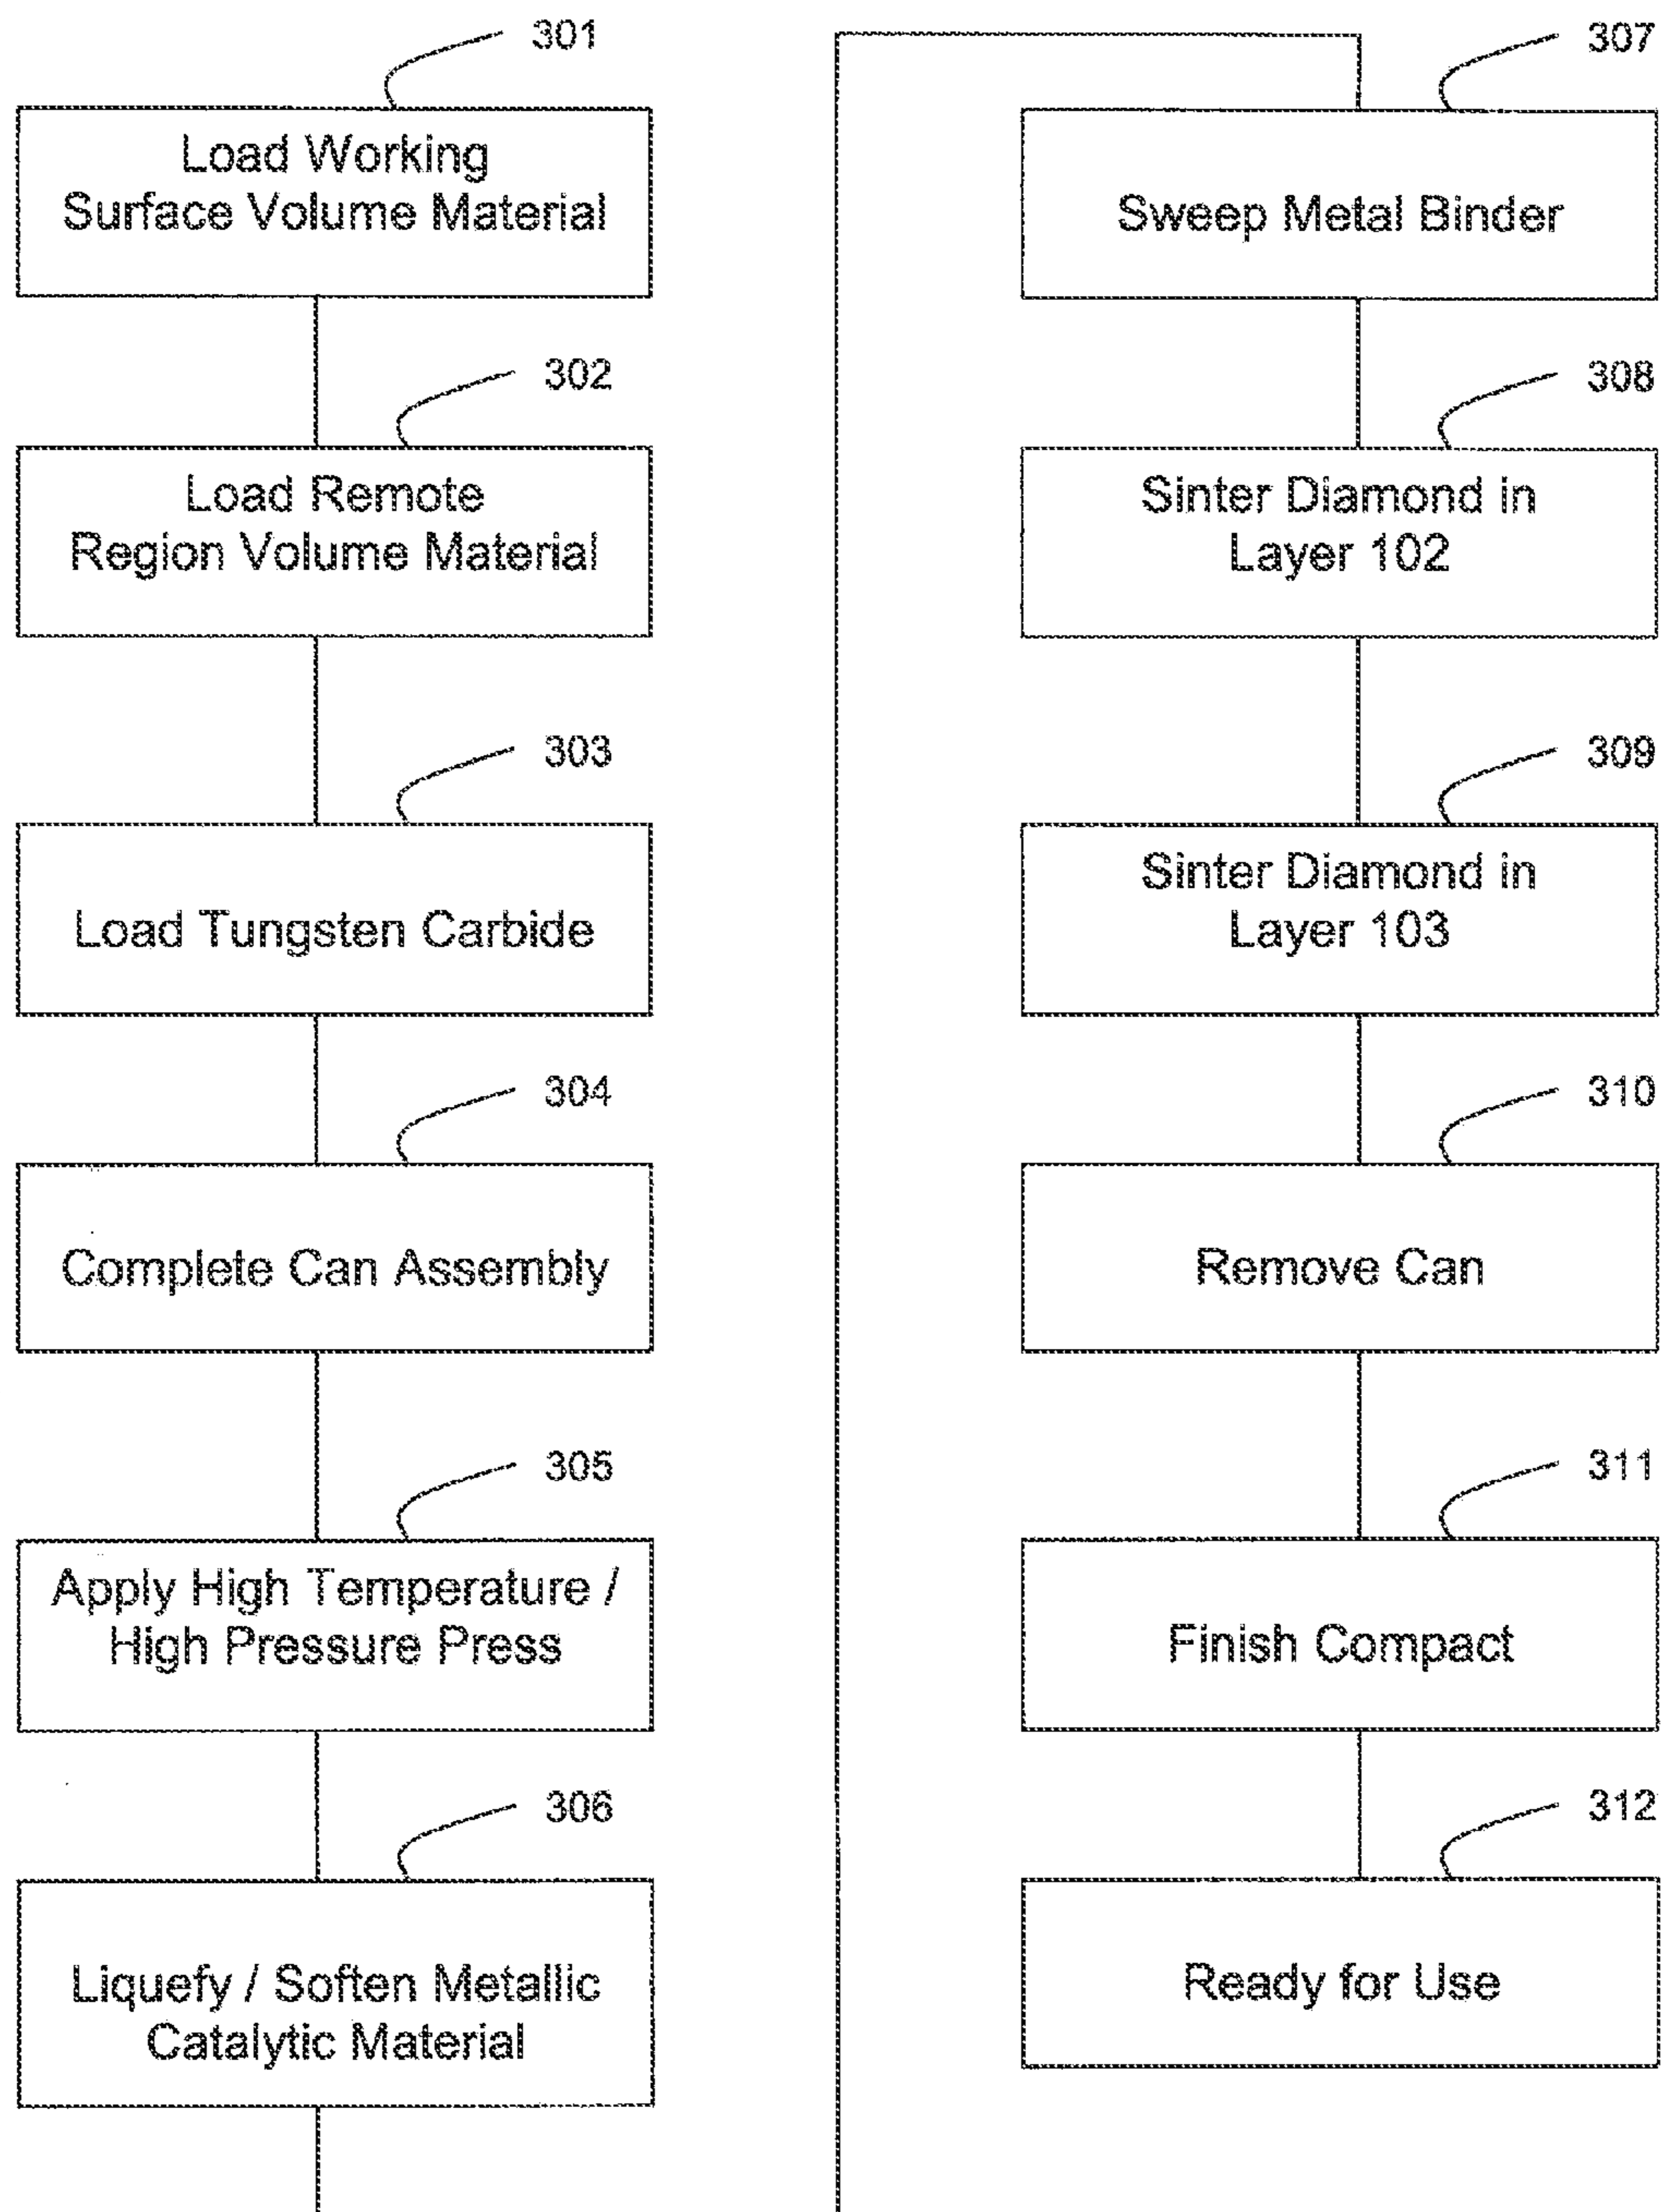 301
Load Working
Surface Volume Material
302
Load Remote
Region Volume Material
303
Load Tungsten Carbide
304
Complete Can Assembly
305
Apply High Temperature /
High Pressure Press
306
Liquefy / Soften Metallic
Catalytic Material
307
Sweep Metal Binder
308
Sinter Diamond in
Layer 102
309
Sinter Diamond in
Layer 103
310
Remove Can
311
Finish Compact
312
Ready for Use